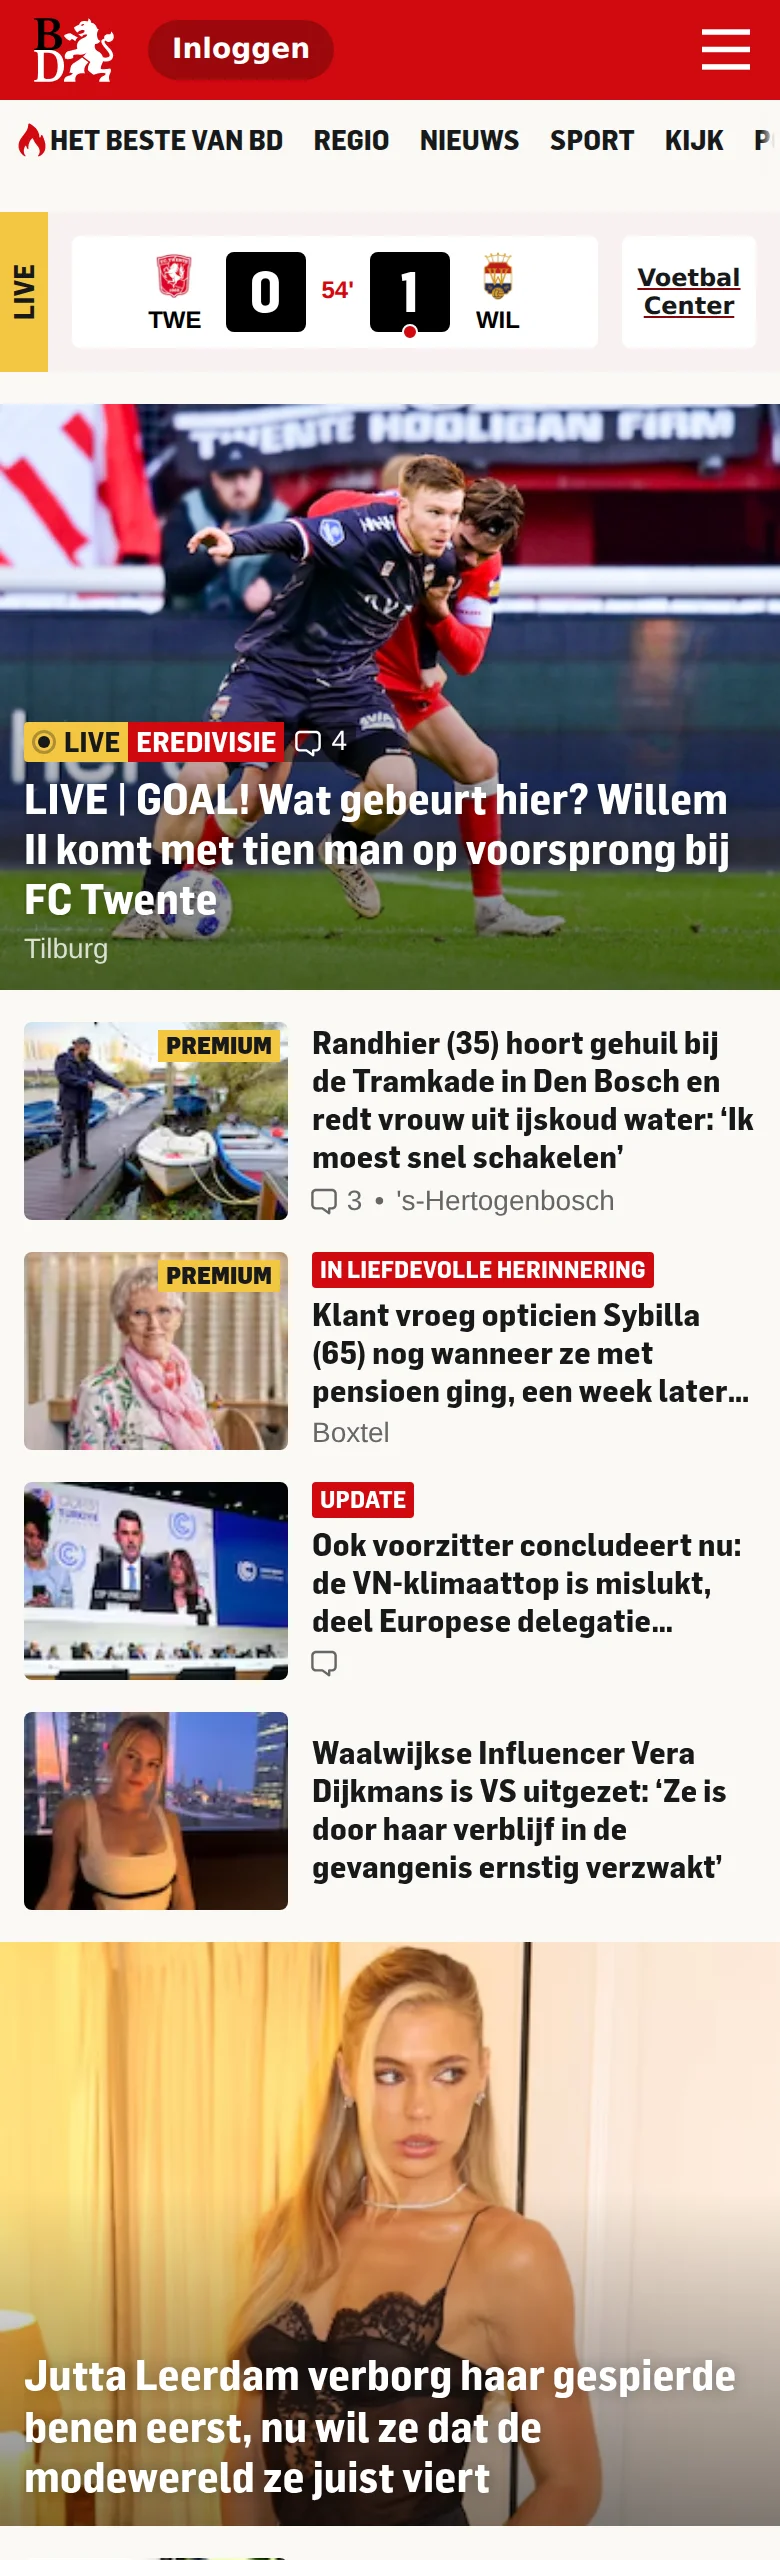 BD
Inloggen
HET BESTE VAN BD REGIO NIEUWS SPORT KIJK
LIVE
TWE
0
54'
1
WIL
Voetbal
Center
TWENTE HOOLIGAN FIRM
LIVE EREDIVISIE 4
LIVE | GOAL! Wat gebeurt hier? Willem
II komt met tien man op voorsprong bij
FC Twente
Tilburg
PREMIUM
Randhier (35) hoort gehuil bij
de Tramkade in Den Bosch en
redt vrouw uit ijskoud water: ‘Ik
moest snel schakelen’
3 • 's-Hertogenbosch
PREMIUM
IN LIEFDEVOLLE HERINNERING
Klant vroeg opticien Sybilla
(65) nog wanneer ze met
pensioen ging, een week later...
Boxtel
UPDATE
Ook voorzitter concludeert nu:
de VN-klimaattop is mislukt,
deel Europese delegatie...
Waalwijkse Influencer Vera
Dijkmans is VS uitgezet: ‘Ze is
door haar verblijf in de
gevangenis ernstig verzwakt’
Jutta Leerdam verborg haar gespierde
benen eerst, nu wil ze dat de
modewereld ze juist viert